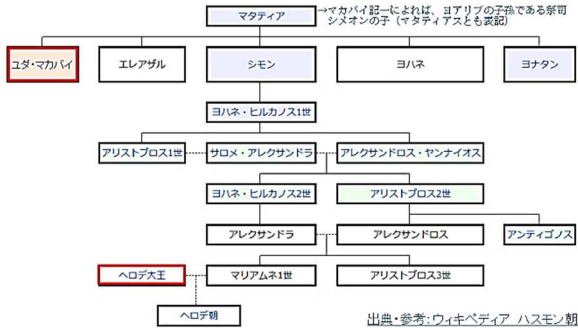 マタティア
→マカバイ記一によれば、ヨアリブの子孫である祭司
シメオンの子（マタティアスとも表記）
ユダ・マカバイ
エレアザル
シモン
ヨハネ
ヨナタン
ヨハネ・ヒルカノス1世
アリストブロス1世
サロメ・アレクサンドラ
アレクサンドロス・ヤンナイオス
ヨハネ・ヒルカノス2世
アリストブロス2世
アレクサンドラ
アレクサンドロス
アンティゴノス
ヘロデ大王
マリアムネ1世
アリストブロス3世
ヘロデ朝
出典・参考：ウィキペディア　ハスモン朝